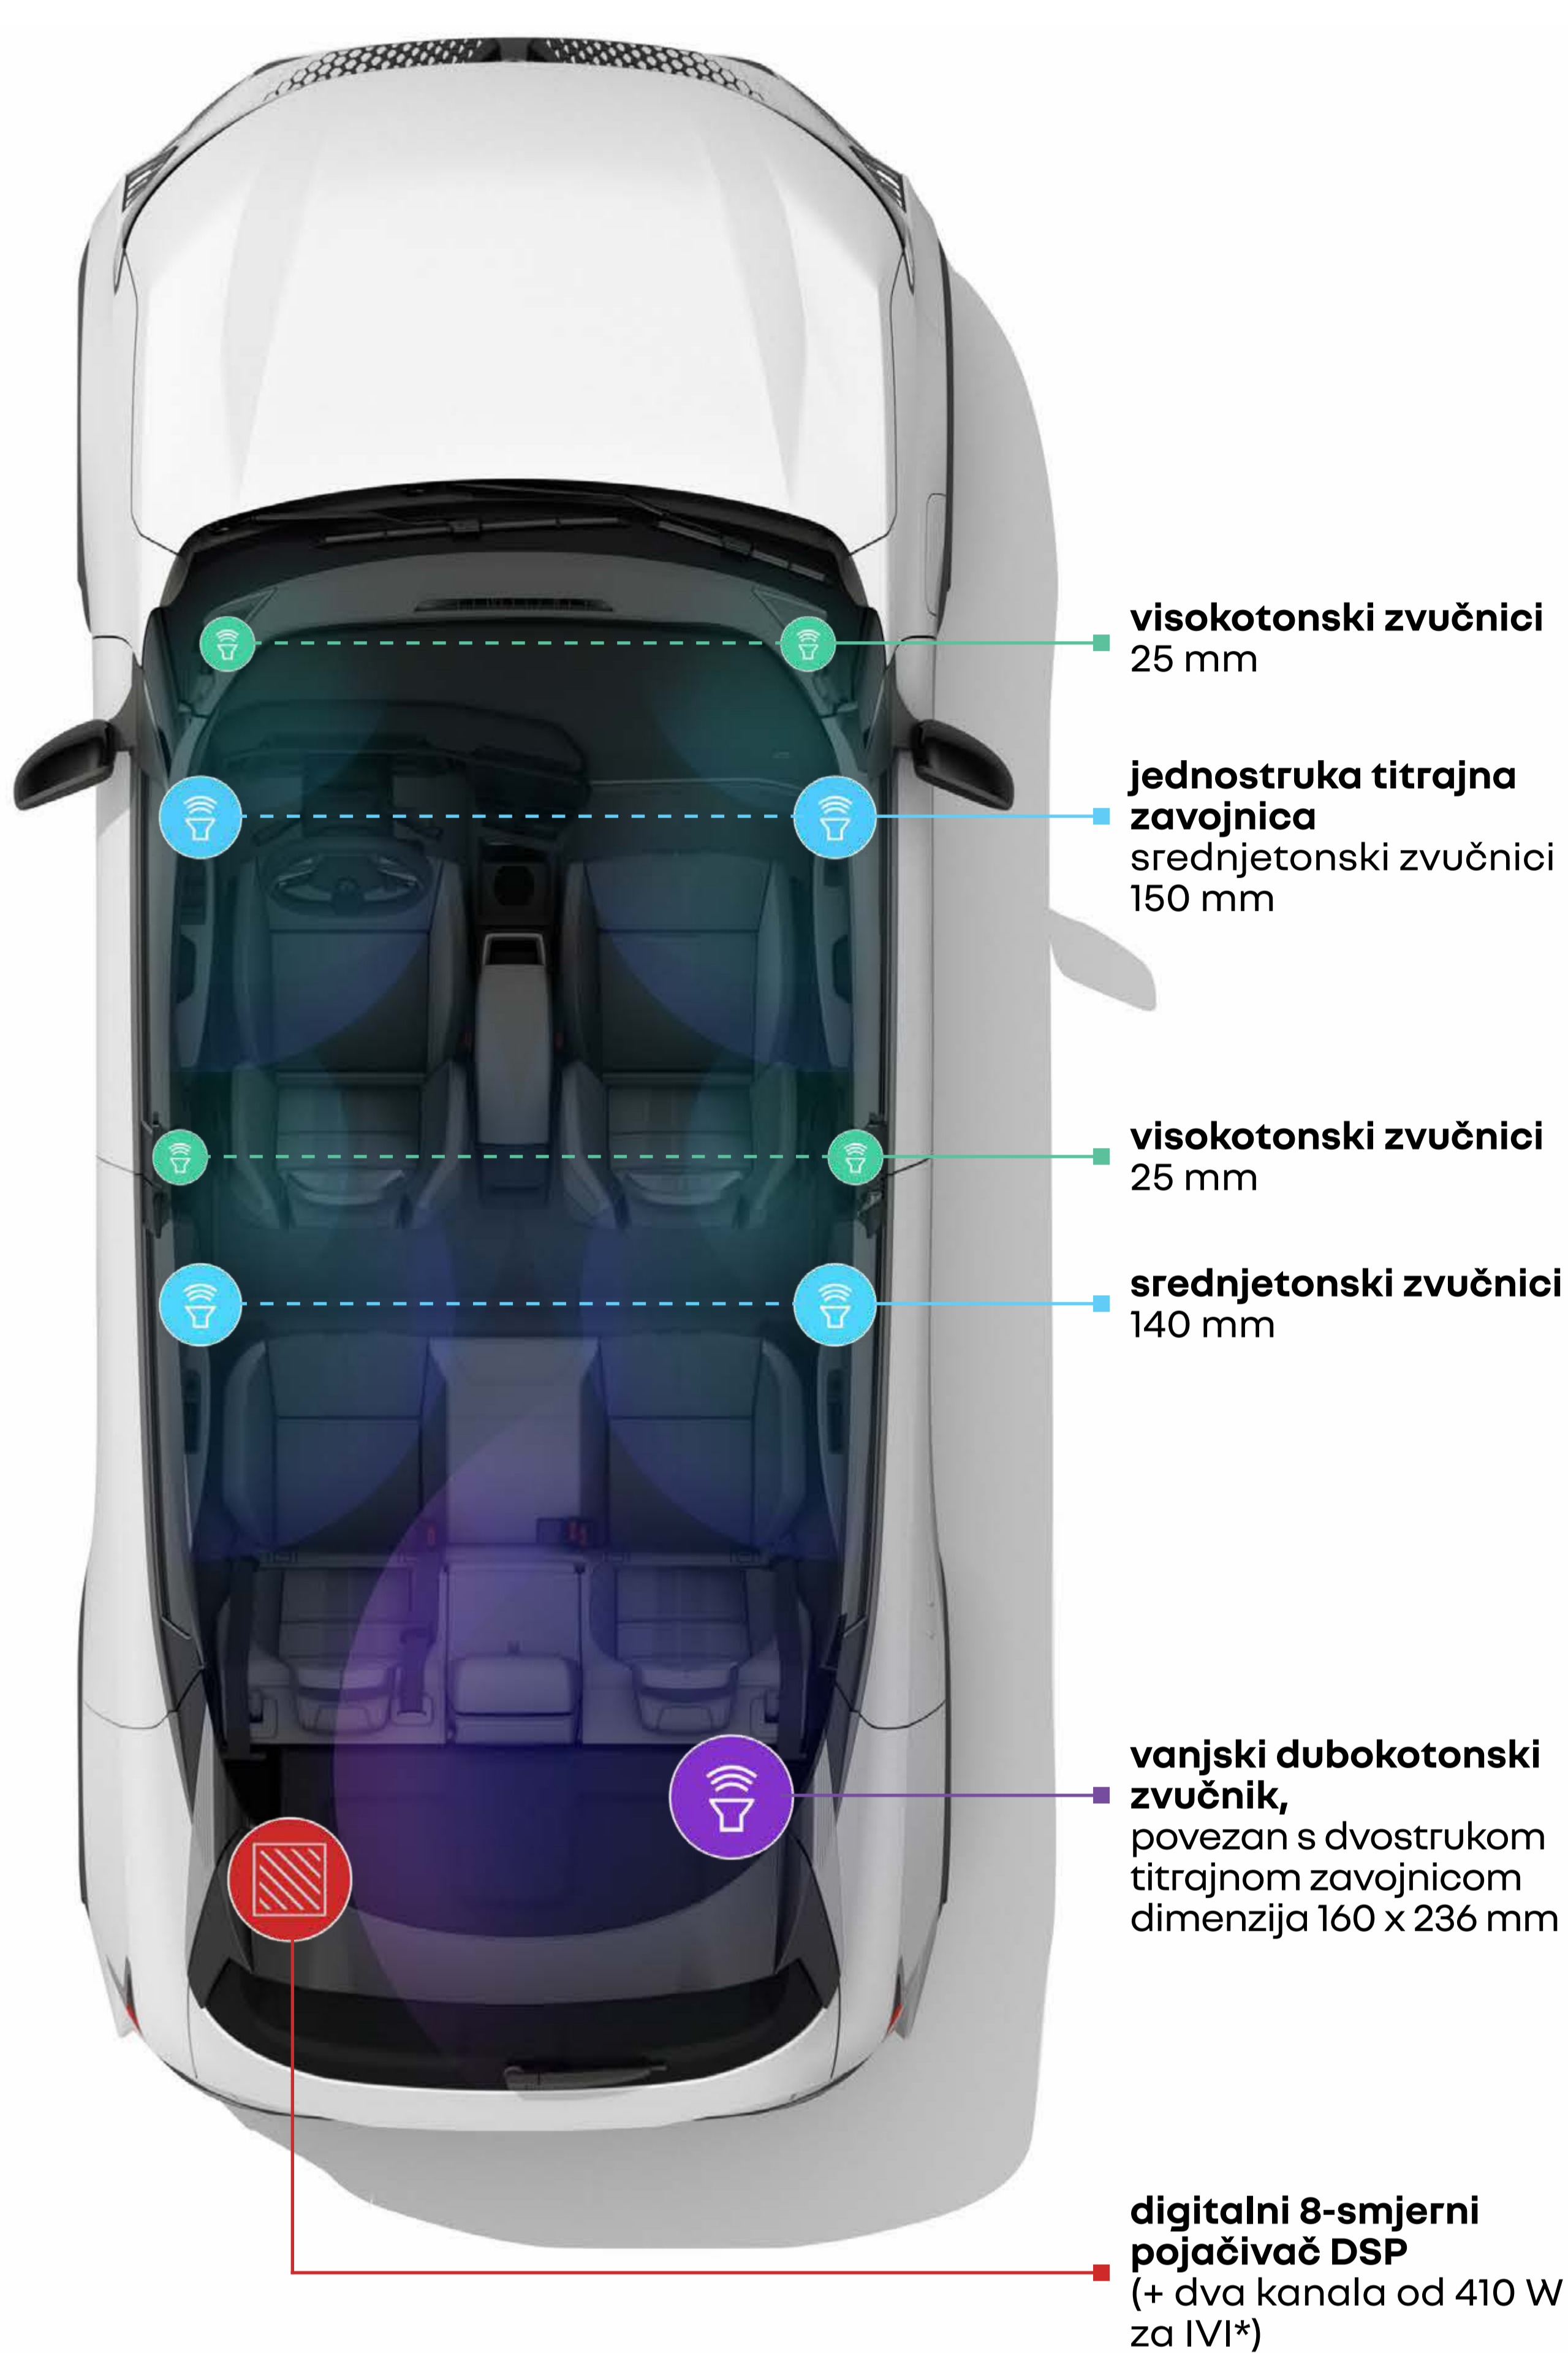 visokotonski zvučnici
25 mm
jednostruka titrajna
zavojnica
srednjetonski zvučnici
150 mm
visokotonski zvučnici
25 mm
srednjetonski zvučnici
140 mm
vanjski dubokotonski
zvučnik,
povezan s dvostrukom
titrajnom zavojnicom
dimenzija 160 x 236 mm
digitalni 8-smjerni
pojačivač DSP
(+ dva kanala od 410 W
za IVI*)